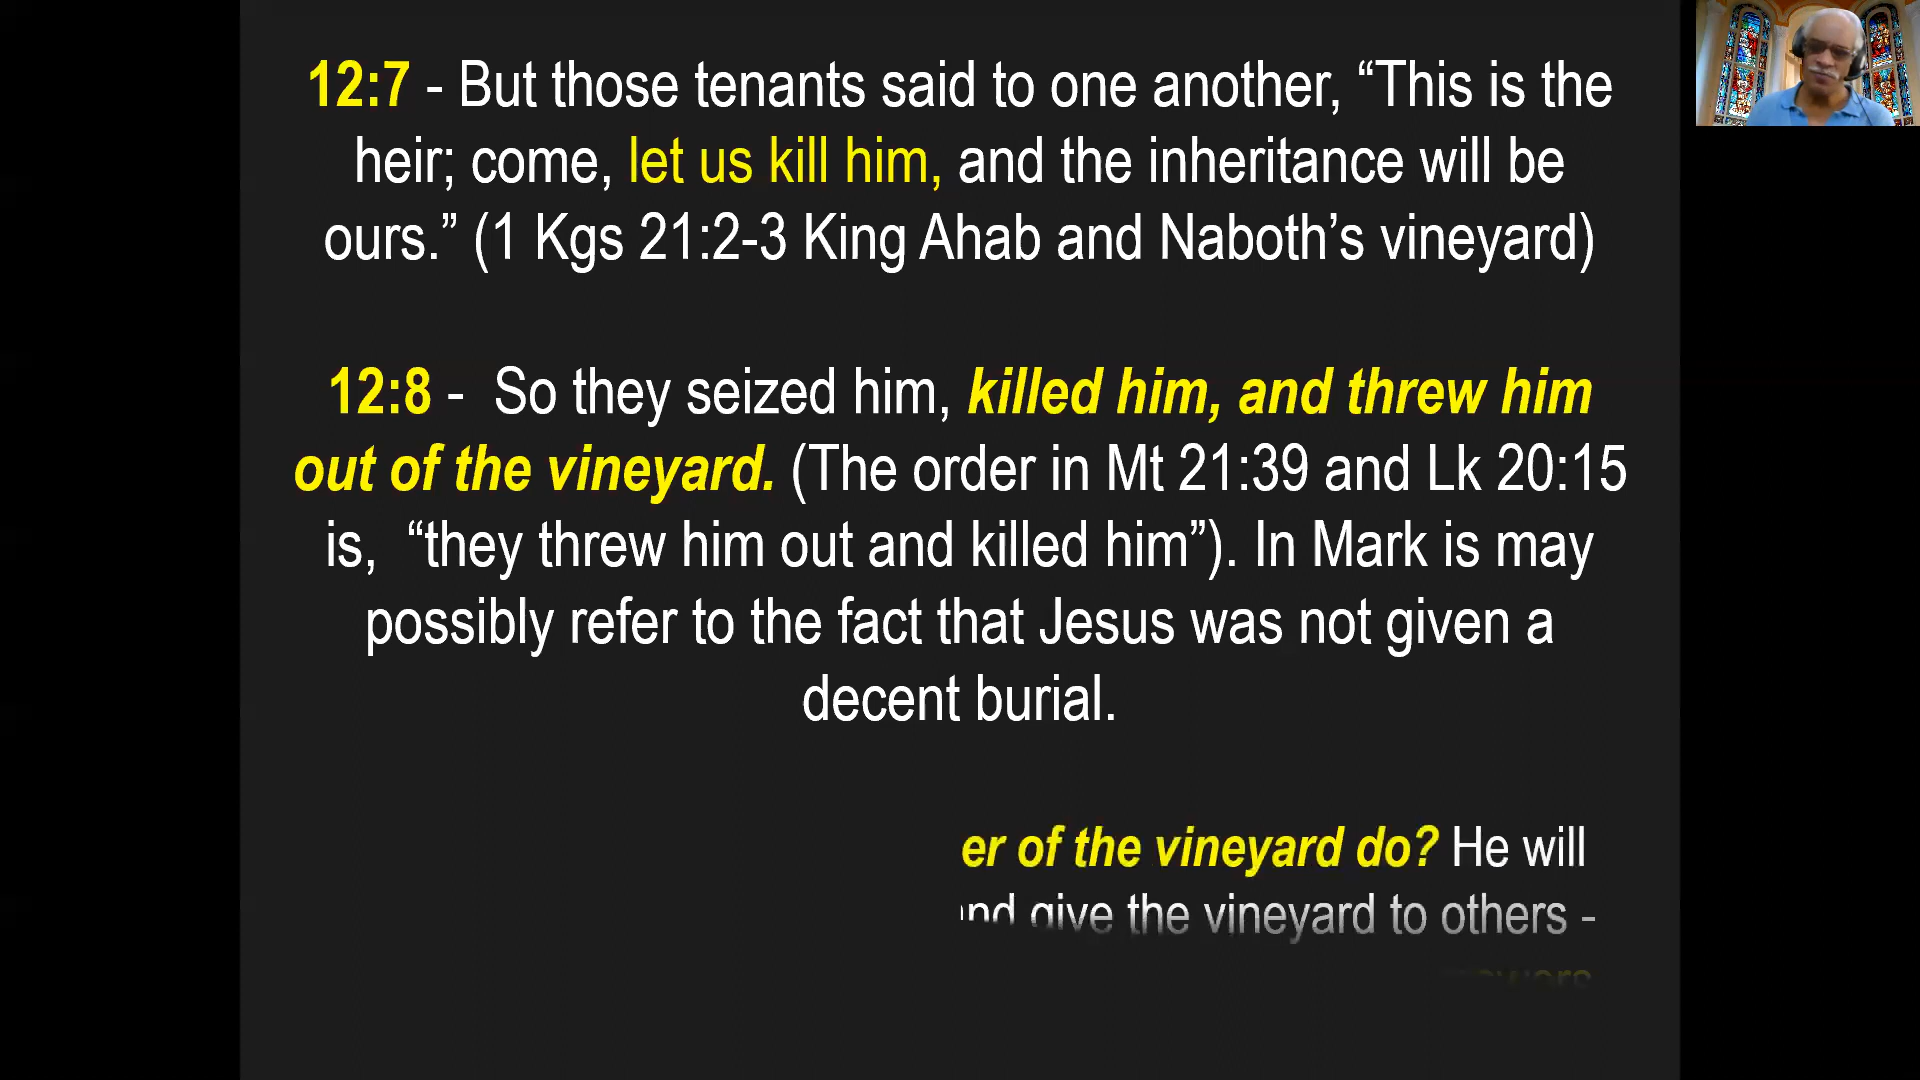 12:7 - But those tenants said to one another, “This is the
heir; come, let us kill him, and the inheritance will be
ours.” (1 Kgs 21:2-3 King Ahab and Naboth’s vineyard)
12:8 -  So they seized him, killed him, and threw him
out of the vineyard. (The order in Mt 21:39 and Lk 20:15
is,  “they threw him out and killed him”). In Mark is may
possibly refer to the fact that Jesus was not given a
decent burial.
er of the vineyard do? He will
give the vineyard to others -